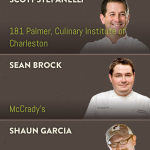 SCOTT STEFANELLI
181 Palmer, Culinary Institute of
Charleston
SEAN BROCK
McCrady's
SHAUN GARCIA